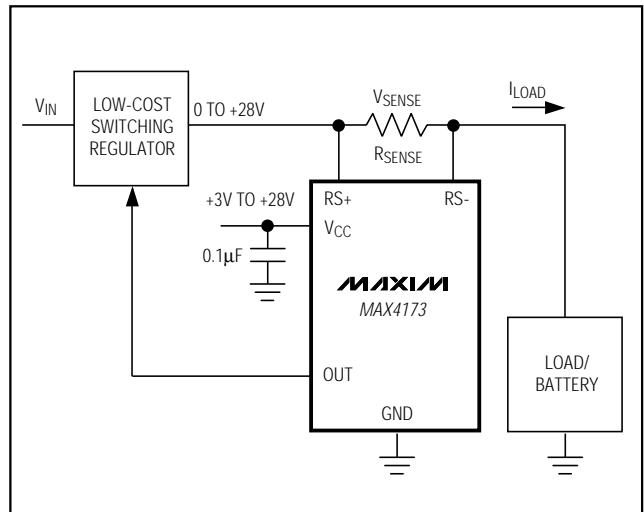 VIN
LOW-COST
SWITCHING
REGULATOR
0 TO +28V
VSENSE
RSENSE
ILOAD
+3V TO +28V
0.1µF
RS+
RS-
VCC
MAXIM
MAX4173
OUT
GND
LOAD/
BATTERY